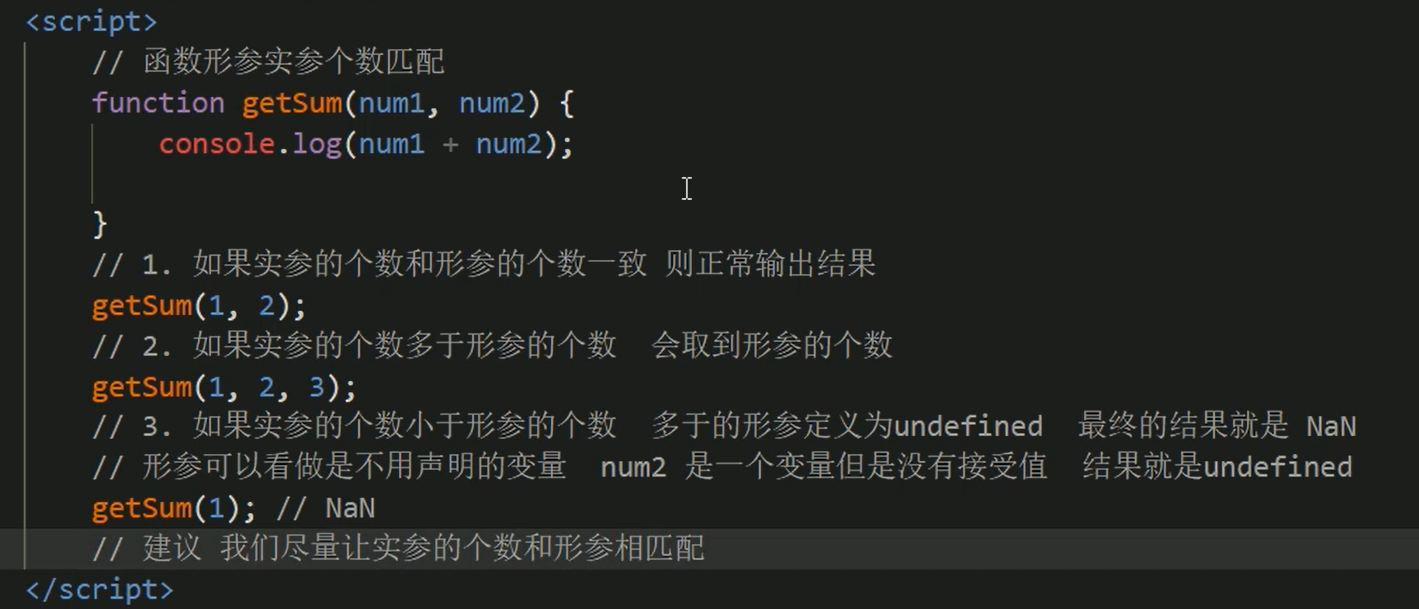 <script>
// 函数形参实参个数匹配
function getSum(num1, num2) {
console.log(num1 + num2);
}
// 1. 如果实参的个数和形参的个数一致 则正常输出结果
getSum(1, 2);
// 2. 如果实参的个数多于形参的个数  会取到形参的个数
getSum(1, 2, 3);
// 3. 如果实参的个数小于形参的个数  多于的形参定义为undefined  最终的结果就是 NaN
// 形参可以看做是不用声明的变量  num2 是一个变量但是没有接受值  结果就是undefined
getSum(1); // NaN
// 建议 我们尽量让实参的个数和形参相匹配
</script>